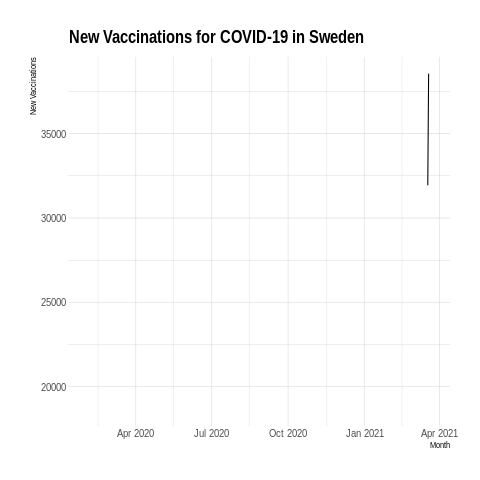 New Vaccinations for COVID-19 in Sweden
New Vaccinations
35000
30000
25000
20000
Apr 2020 Jul 2020 Oct 2020 Jan 2021 Apr 2021
Month